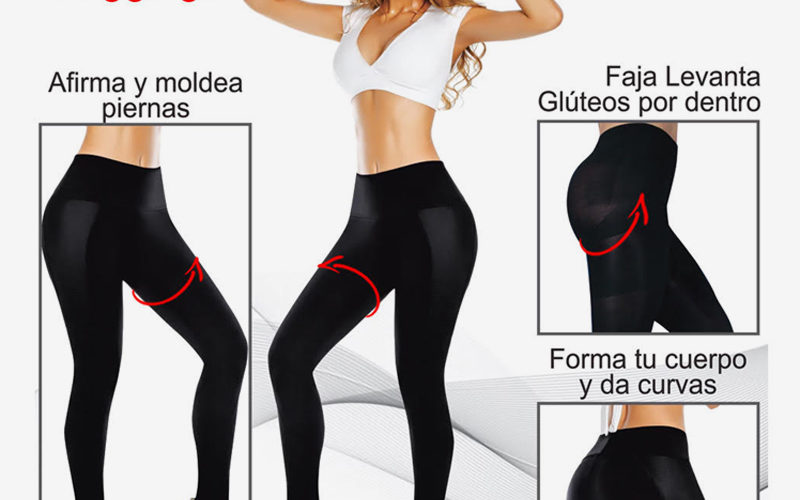 Afirma y moldea
piernas
Faja Levanta
Glúteos por dentro
Forma tu cuerpo
y da curvas